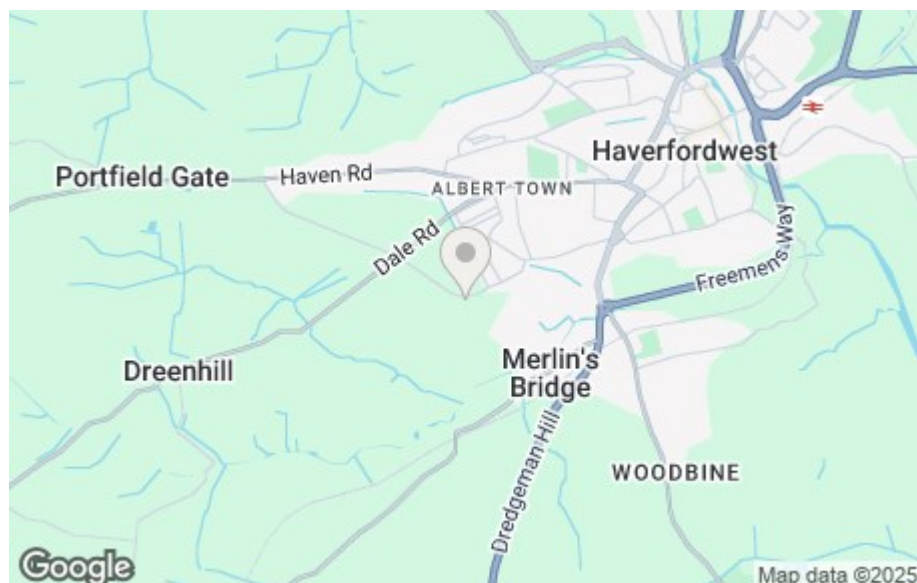 Haverfordwest
Portfield Gate
Haven Rd
ALBERT TOWN
Dale Rd
Freemens Way
Dreenhill
Merlin's
Bridge
Dredgeman Hill
WOODBINE
Google
Map data ©2025